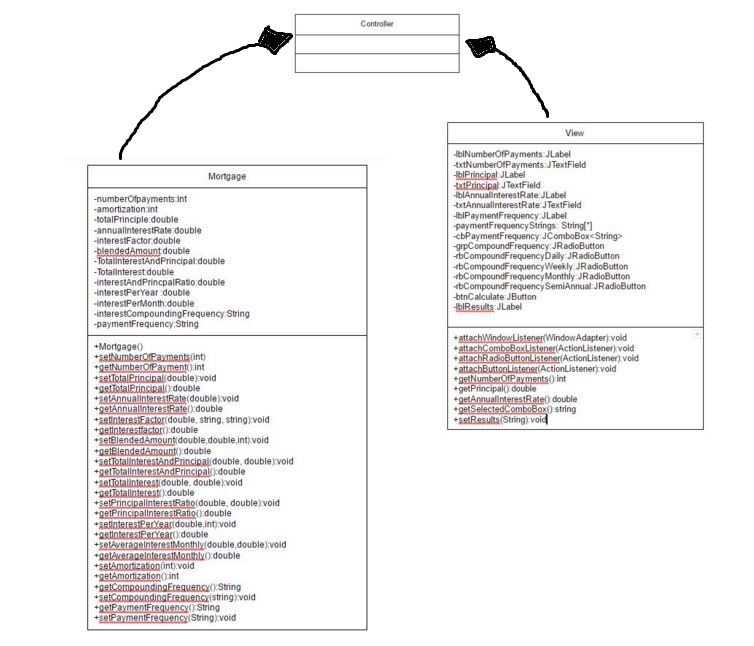 Controller
Mortgage
-numberOfpayments:Int
-amortization:int
-totalPrinciple:double
-annualInterestRate:double
-interestFactor:double
-blendedAmount:double
-TotalInterestAndPrincipal:double
-TotalInterest:double
-interestAndPrincpalRatio:double
-interestPerYear :double
-interestPerMonth:double
-interestCompoundingFrequency:String
-paymentFrequency:String
+Mortgage()
+setNumberOfPayments(int)
+getNumberOfPayment():int
+setTotalPrincipal(double):void
+getTotalPrincipal():double
+setAnnualInterestRate(double):void
+getAnnualInterestRate():double
+setInterestFactor(double, string, string):void
+getInterestfactor():double
+setBlendedAmount(double,double,int):void
+getBlendedAmount():double
+setTotalInterestAndPrincipal(double, double):void
+getTotalInterestAndPrincipal():double
+setTotalInterest(double, double):void
+getTotalInterest():double
+setPrincipalInterestRatio(double, double):void
+getPrincipalInterestRatio():double
+setInterestPerYear(double,int):void
+getInterestPerYear():double
+setAverageInterestMonthly(double,double):void
+getAverageInterestMonthly():double
+setAmortization(int):void
+getAmortization():int
+getCompoundingFrequency():String
+setCompoundingFrequency(string):void
+getPaymentFrequency():String
+setPaymentFrequency(String):void
View
-lblNumberOfPayments:JLabel
-txtNumberOfPayments:JTextField
-lblPrincipal:JLabel
-txtPrincipal:JTextField
-lblAnnualInterestRate:JLabel
-txtAnnualInterestRate:JTextField
-lblPaymentFrequency:JLabel
-paymentFrequencyStrings: String[*]
-cbPaymentFrequency:JComboBox<String>
-grpCompoundFrequency:JRadioButton
-rbCompoundFrequencyDaily:JRadioButton
-rbCompoundFrequencyWeekly:JRadioButton
-rbCompoundFrequencyMonthly:JRadioButton
-rbCompoundFrequencySemiAnnual:JRadioButton
-btnCalculate:JButton
-lblResults:JLabel
+attachWindowListener(WindowAdapter):void
+attachComboBoxListener(ActionListener):void
+attachRadioButtonListener(ActionListener):void
+attachButtonListener(ActionListener):void
+getNumberOfPayments():int
+getPrincipal():double
+getAnnualInterestRate():double
+getSelectedComboBox():string
+setResults(String):void